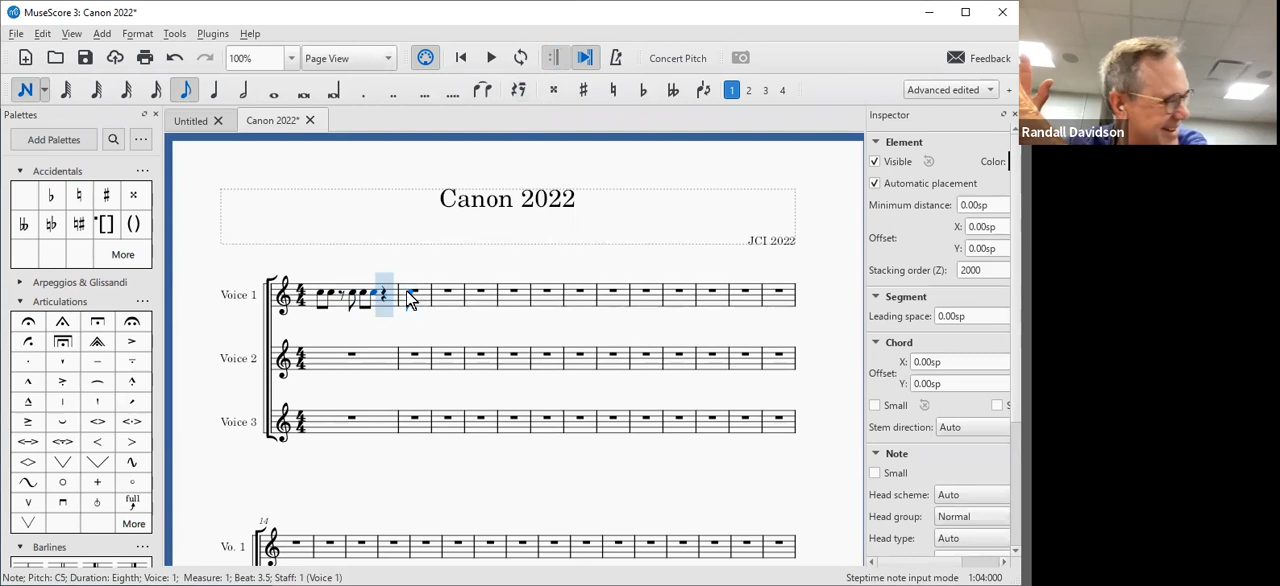 MuseScore 3: Canon 2022*
File Edit View Add Format Tools Plugins Help
100% Page View Concert Pitch Feedback
N 1 2 3 4 Advanced edited +
Palettes
Add Palettes ...
Accidentals ...
More
Arpeggios & Glissandi ...
Articulations ...
full
More
Barlines ...
Untitled Canon 2022*
Canon 2022
JCI 2022
Voice 1
Voice 2
Voice 3
14
Vo. 1
Inspector
Element
Visible Color:
Automatic placement
Minimum distance: 0.00sp
X: 0.00sp
Offset:
Y: 0.00sp
Stacking order (Z): 2000
Segment
Leading space: 0.00sp
Chord
X: 0.00sp
Offset:
Y: 0.00sp
Small S
Stem direction: Auto
Note
Small
Head scheme: Auto
Head group: Normal
Head type: Auto
Note; Pitch: C5; Duration: Eighth; Voice: 1; Measure: 1; Beat: 3.5; Staff: 1 (Voice 1) Steptime note input mode 1:04:000
Randall Davidson